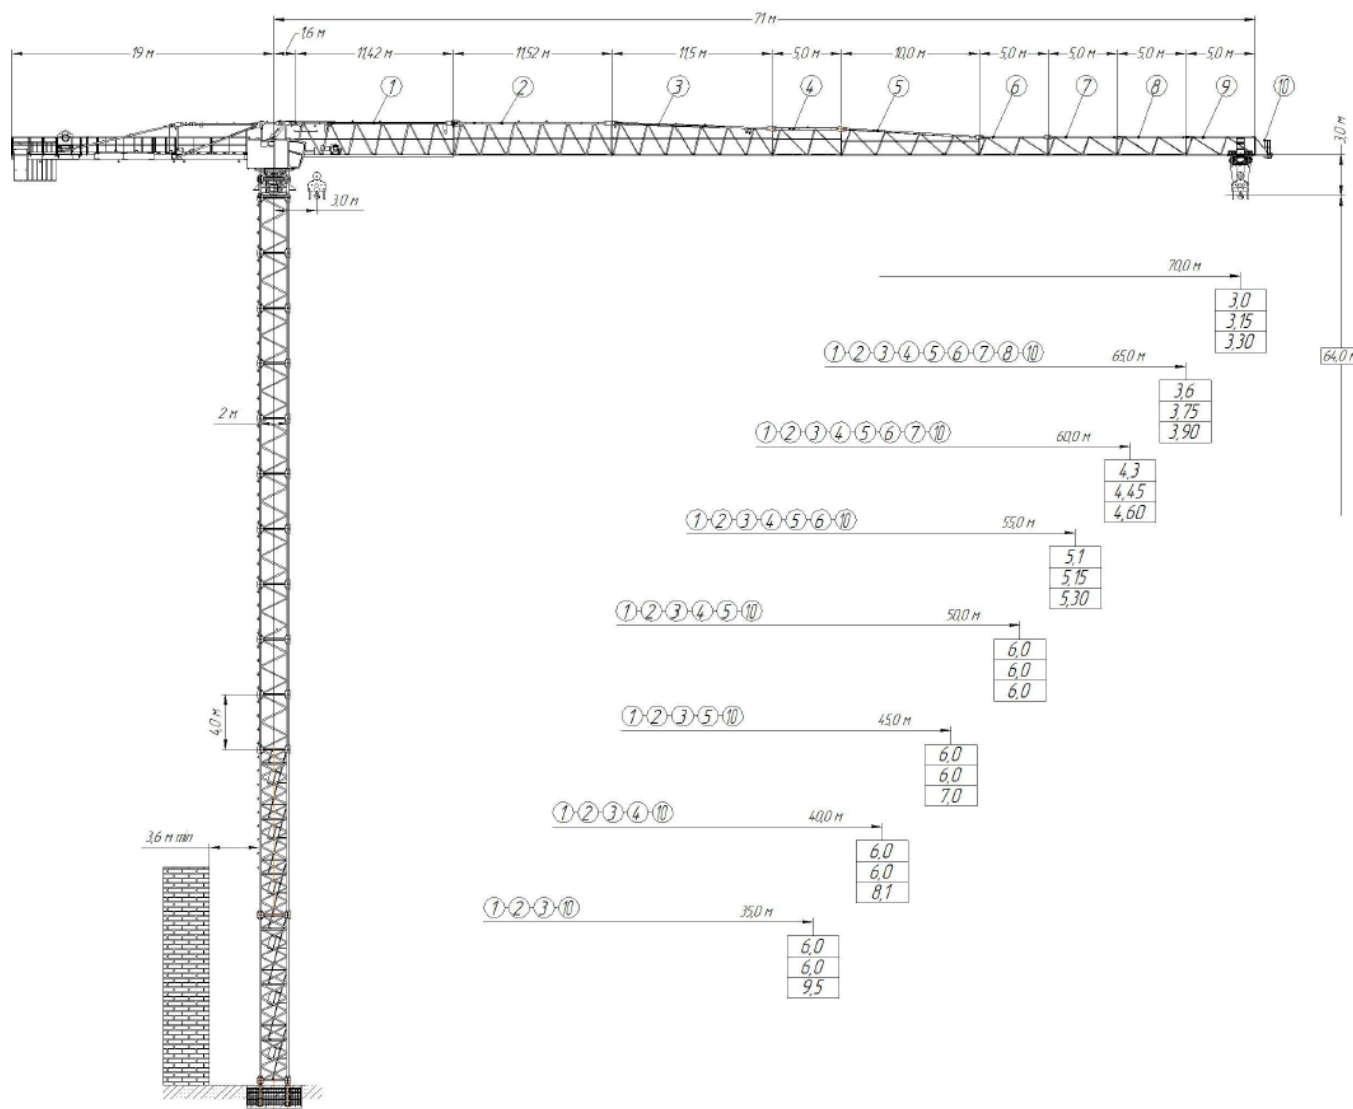 71 м
1,6 м
19 м
11,42 м
11,52 м
11,5 м
5,0 м
10,0 м
5,0 м
5,0 м
5,0 м
5,0 м
1
2
3
4
5
6
7
8
9
10
3,0 м
3,0 м
70,0 м
3,0
3,15
3,30
64,0 м
1 2 3 4 5 6 7 8 10
65,0 м
3,6
3,75
3,90
2 м
1 2 3 4 5 6 7 10
60,0 м
4,3
4,45
4,60
1 2 3 4 5 6 10
55,0 м
5,1
5,15
5,30
1 2 3 4 5 10
50,0 м
6,0
6,0
6,0
4,0 м
1 2 3 5 10
45,0 м
6,0
6,0
7,0
1 2 3 4 10
40,0 м
6,0
6,0
8,1
3,6 м min
1 2 3 10
35,0 м
6,0
6,0
9,5